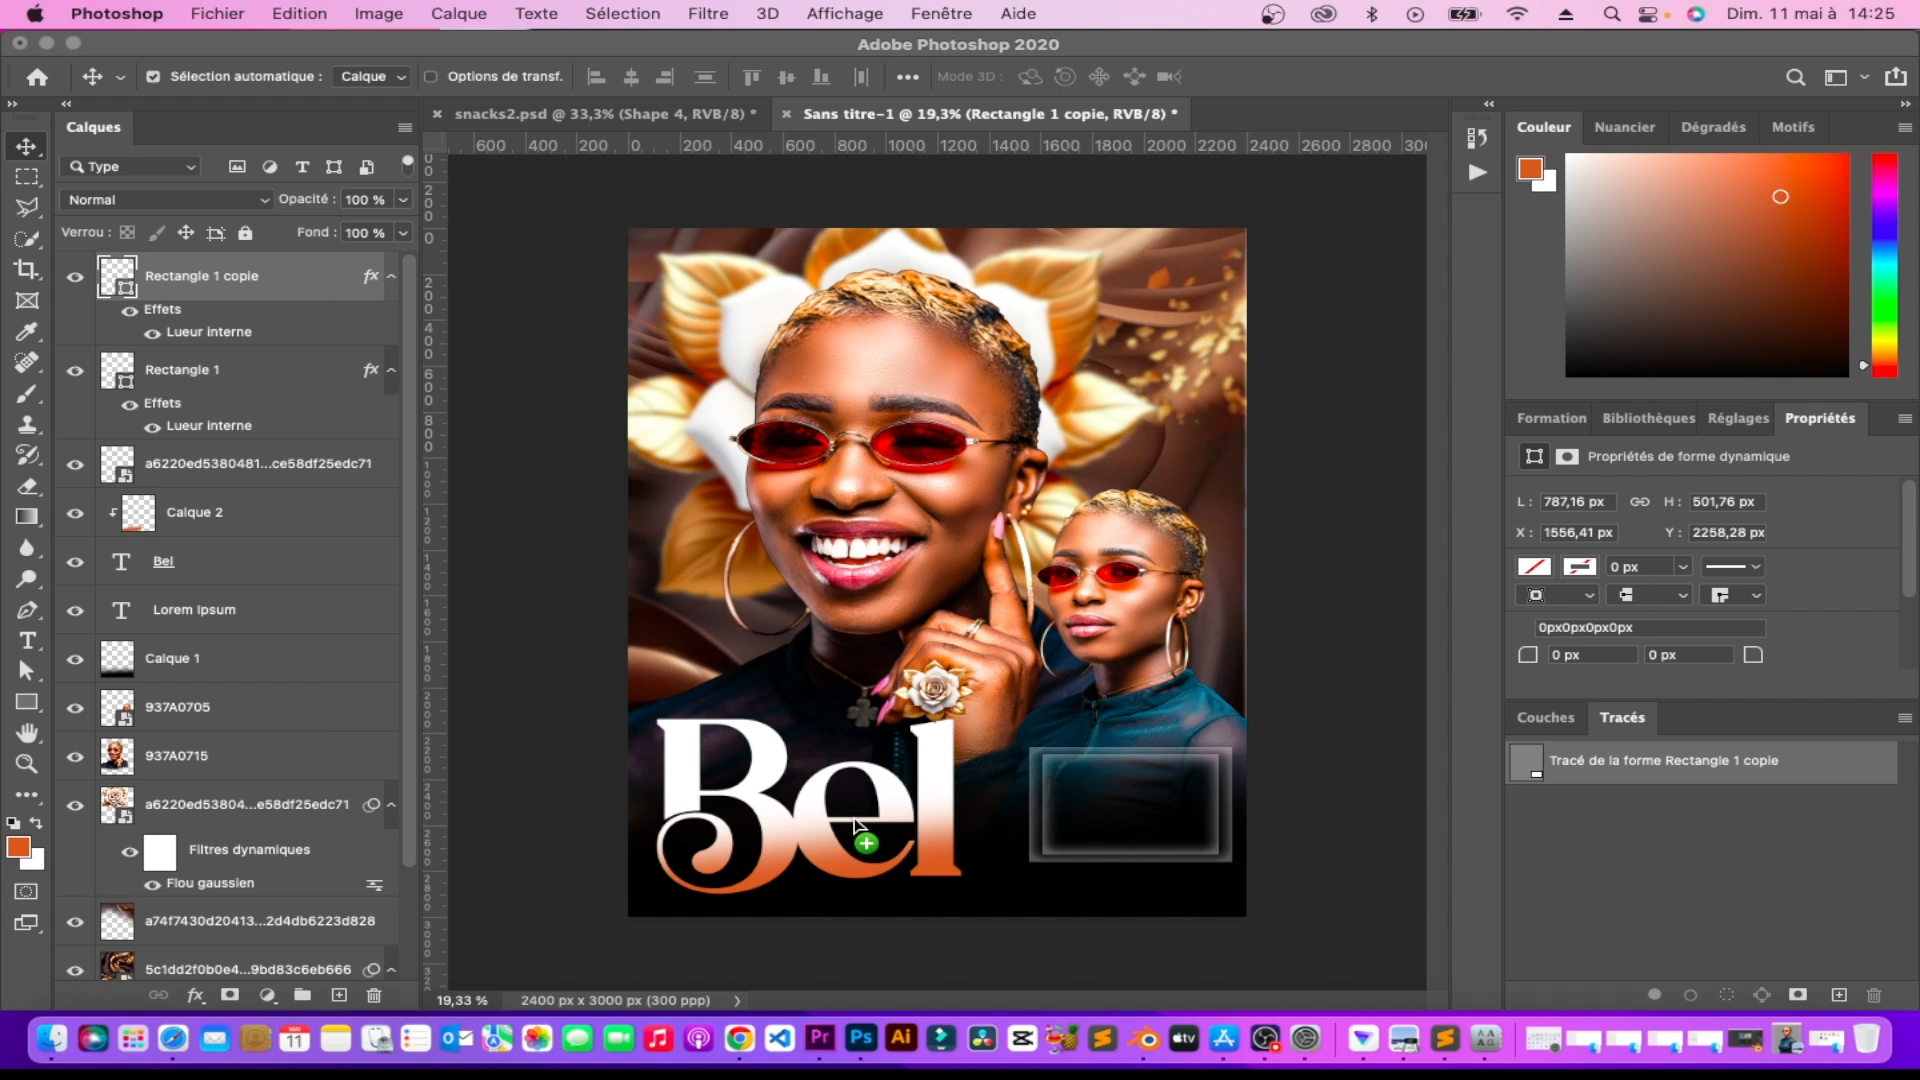 Photoshop Fichier Edition Image Calque Texte Sélection Filtre 3D Affichage Fenêtre Aide Dim. 11 mai à 14:25
Adobe Photoshop 2020
Sélection automatique : Calque Options de transf. Mode 3D :
Calques
snacks2.psd @ 33,3% (Shape 4, RVB/8) *
Sans titre-1 @ 19,3% (Rectangle 1 copie, RVB/8) *
600 400 200 0 200 400 600 800 1000 1200 1400 1600 1800 2000 2200 2400 2600 2800
Type
Normal Opacité : 100 %
Verrou : Fond : 100 %
Rectangle 1 copie fx
Effets
Lueur interne
Rectangle 1 fx
Effets
Lueur interne
a6220ed5380481...ce58df25edc71
Calque 2
Bel
Lorem Ipsum
Calque 1
937A0705
937A0715
a6220ed53804...e58df25edc71
Filtres dynamiques
Flou gaussien
a74f7430d20413...2d4db6223d828
5c1dd2f0b0e4...9bd83c6eb666
Bel
19,33 % 2400 px x 3000 px (300 ppp)
Couleur Nuancier Dégradés Motifs
Formation Bibliothèques Réglages Propriétés
Propriétés de forme dynamique
L : 787,16 px H : 501,76 px
X : 1556,41 px Y : 2258,28 px
0 px
0px0px0px0px
0 px 0 px
Couches Tracés
Tracé de la forme Rectangle 1 copie
MAI
11
Pr Ps Ai
tv